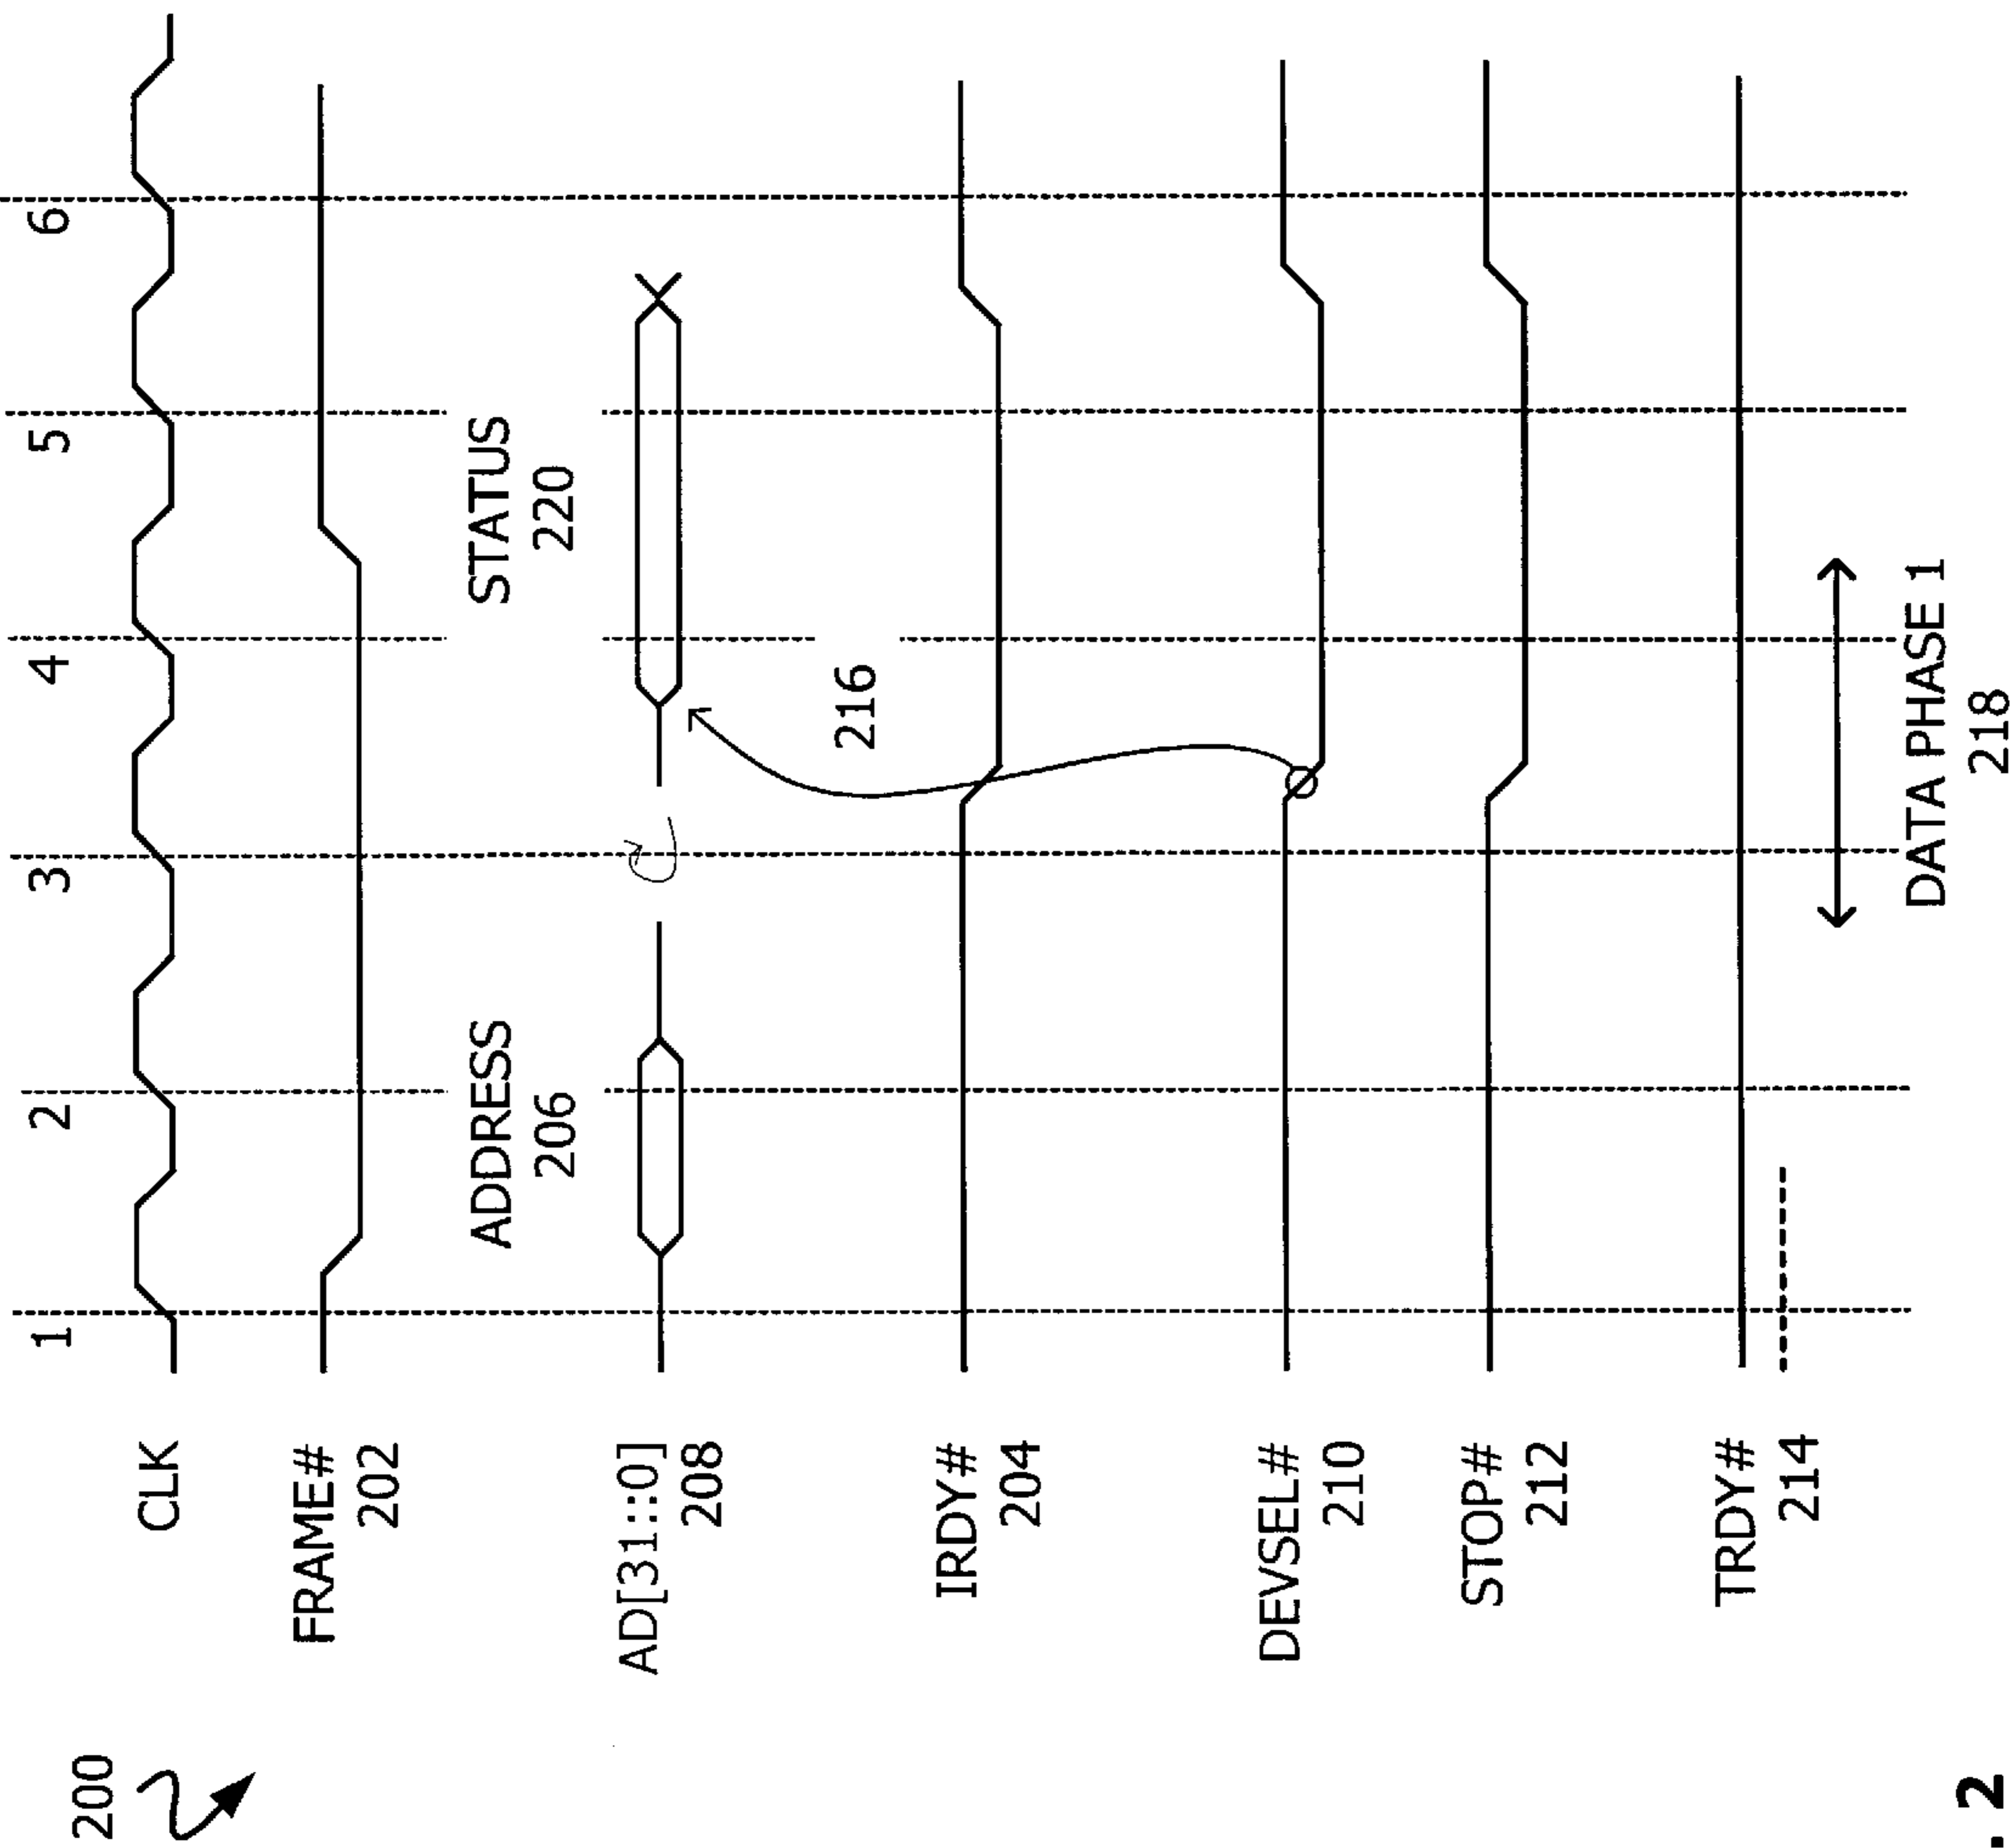 200
1 2 3 4 5 6
CLK
FRAME#
202
ADDRESS
206
STATUS
220
AD[31::0]
208
216
IRDY#
204
DEVSEL#
210
STOP#
212
TRDY#
214
DATA PHASE 1
218
. 2